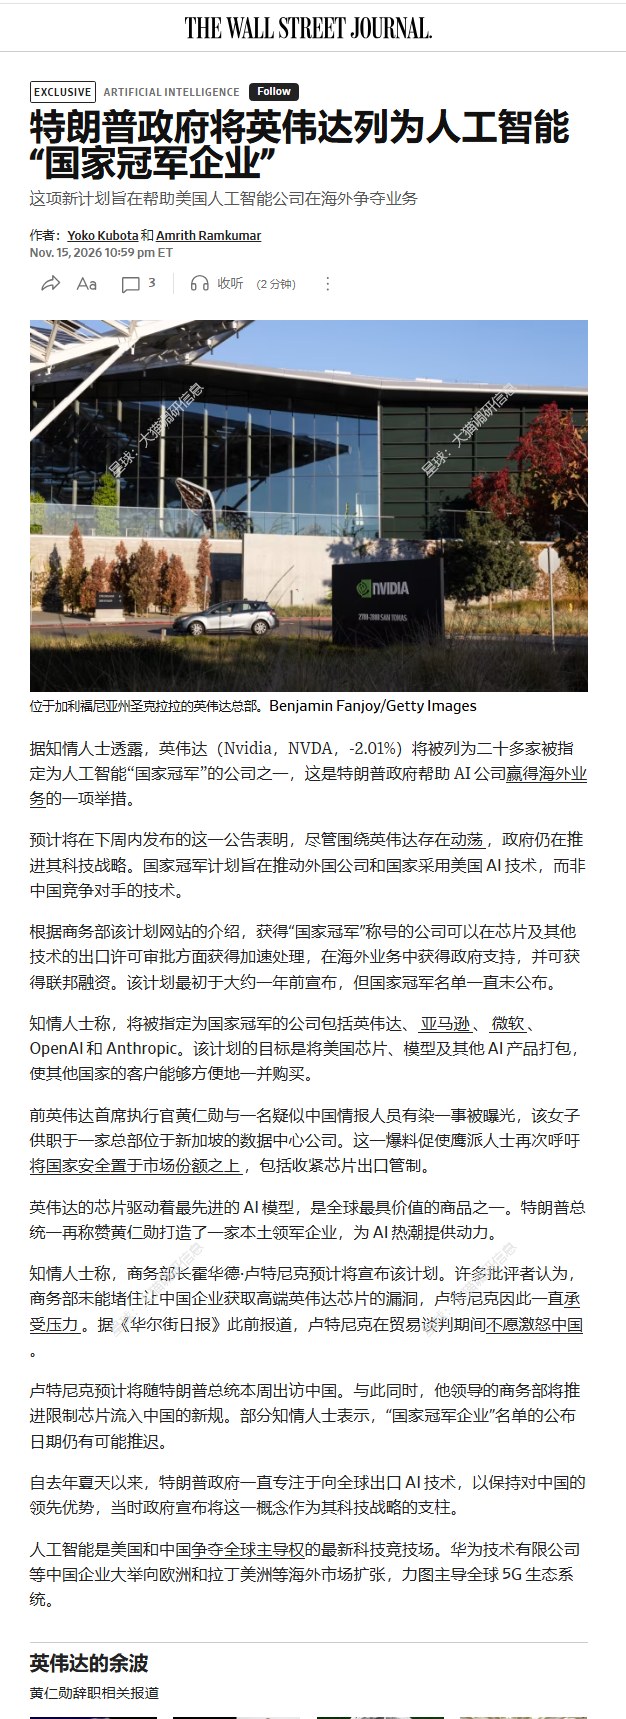 THE WALL STREET JOURNAL.
EXCLUSIVE ARTIFICIAL INTELLIGENCE Follow
特朗普政府将英伟达列为人工智能
“国家冠军企业”
这项新计划旨在帮助美国人工智能公司在海外争夺业务
作者：Yoko Kubota 和 Amrith Ramkumar
Nov. 15, 2026 10:59 pm ET
Aa 3 收听 (2 分钟)
星球：大猫调研信息
星球：大猫调研信息
NVIDIA
位于加利福尼亚州圣克拉拉的英伟达总部。Benjamin Fanjoy/Getty Images
据知情人士透露，英伟达（Nvidia，NVDA，-2.01%）将被列为二十多家被指
定为人工智能“国家冠军”的公司之一，这是特朗普政府帮助 AI 公司赢得海外业
务的一项举措。
预计将在下周内发布的这一公告表明，尽管围绕英伟达存在动荡，政府仍在推
进其科技战略。国家冠军计划旨在推动外国公司和国家采用美国 AI 技术，而非
中国竞争对手的技术。
根据商务部该计划网站的介绍，获得“国家冠军”称号的公司可以在芯片及其他
技术的出口许可审批方面获得加速处理，在海外业务中获得政府支持，并可获
得联邦融资。该计划最初于大约一年前宣布，但国家冠军名单一直未公布。
知情人士称，将被指定为国家冠军的公司包括英伟达、亚马逊、微软、
OpenAI 和 Anthropic。该计划的目标是将美国芯片、模型及其他 AI 产品打包，
使其他国家的客户能够方便地一并购买。
前英伟达首席执行官黄仁勋与一名疑似中国情报人员有染一事被曝光，该女子
供职于一家总部位于新加坡的数据中心公司。这一爆料促使鹰派人士再次呼吁
将国家安全置于市场份额之上，包括收紧芯片出口管制。
英伟达的芯片驱动着最先进的 AI 模型，是全球最具价值的商品之一。特朗普总
统一再称赞黄仁勋打造了一家本土领军企业，为 AI 热潮提供动力。
知情人士称，商务部长霍华德·卢特尼克预计将宣布该计划。许多批评者认为，
商务部未能堵住让中国企业获取高端英伟达芯片的漏洞，卢特尼克因此一直承
受压力。据《华尔街日报》此前报道，卢特尼克在贸易谈判期间不愿激怒中国
。
卢特尼克预计将随特朗普总统本周出访中国。与此同时，他领导的商务部将推
进限制芯片流入中国的新规。部分知情人士表示，“国家冠军企业”名单的公布
日期仍有可能推迟。
自去年夏天以来，特朗普政府一直专注于向全球出口 AI 技术，以保持对中国的
领先优势，当时政府宣布将这一概念作为其科技战略的支柱。
人工智能是美国和中国争夺全球主导权的最新科技竞技场。华为技术有限公司
等中国企业大举向欧洲和拉丁美洲等海外市场扩张，力图主导全球 5G 生态系
统。
英伟达的余波
黄仁勋辞职相关报道